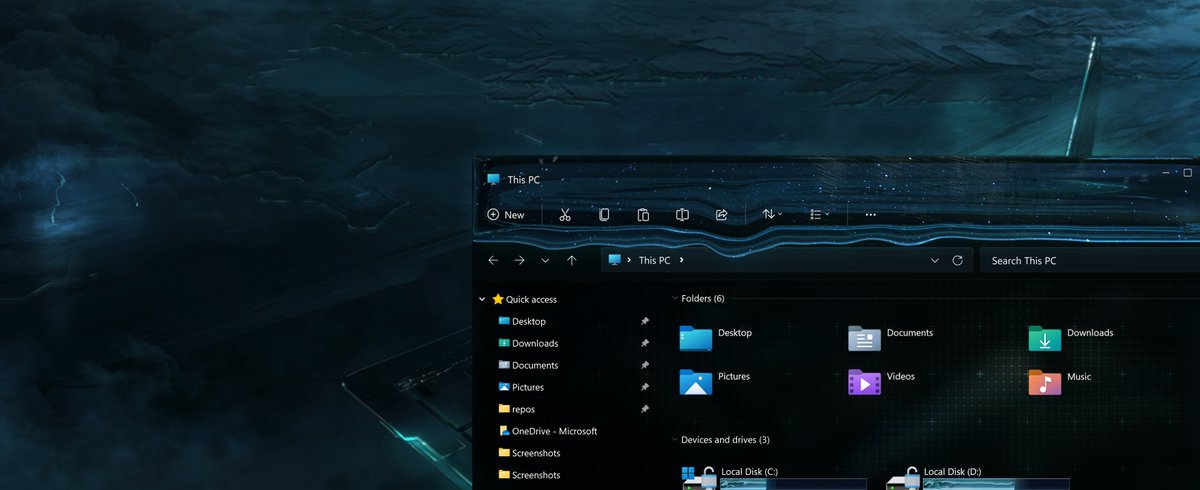 This PC
New
This PC
Search This PC
Quick access
Desktop
Downloads
Documents
Pictures
repos
OneDrive - Microsoft
Screenshots
Screenshots
Folders (6)
Desktop
Documents
Downloads
Pictures
Videos
Music
Devices and drives (3)
Local Disk (C:)
Local Disk (D:)